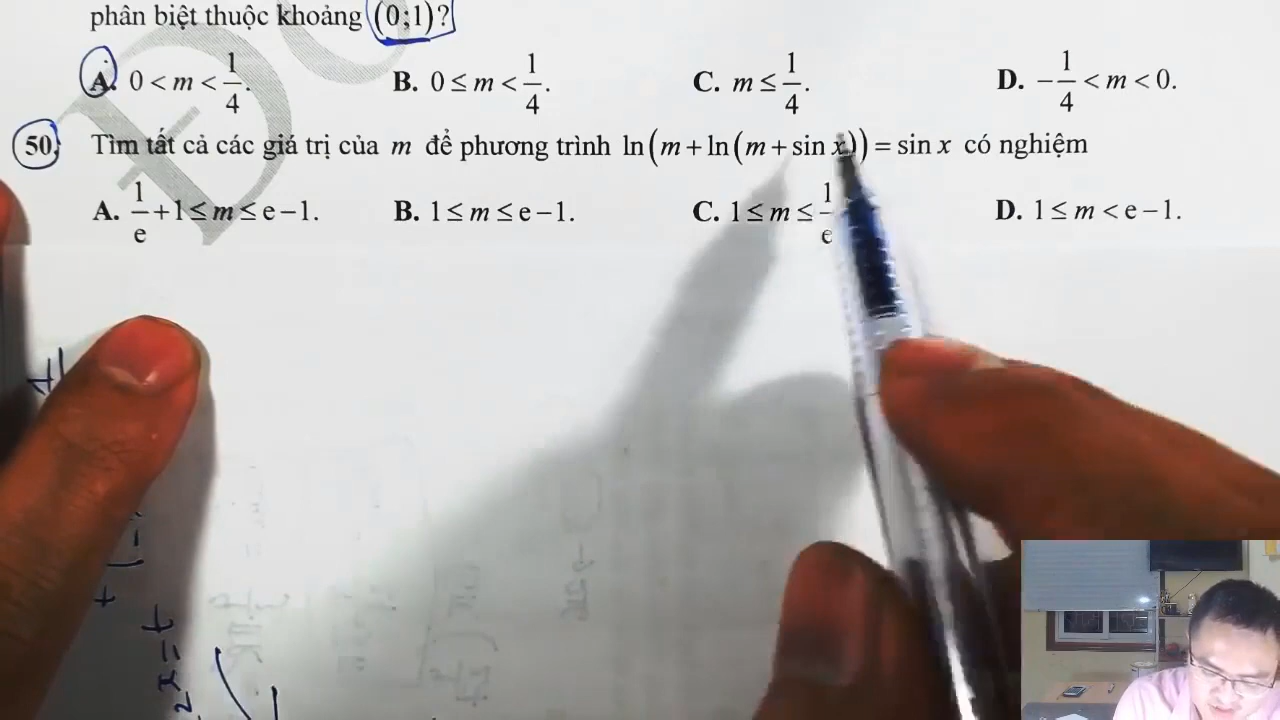 phân biệt thuộc khoảng (0;1)?
A. 0 < m < 1/4. B. 0 ≤ m < 1/4. C. m ≤ 1/4. D. −1/4 < m < 0.
50. Tìm tất cả các giá trị của m để phương trình ln(m + ln(m + sin x)) = sin x có nghiệm
A. 1/e + 1 ≤ m ≤ e − 1. B. 1 ≤ m ≤ e − 1. C. 1 ≤ m ≤ 1/e D. 1 ≤ m < e − 1.